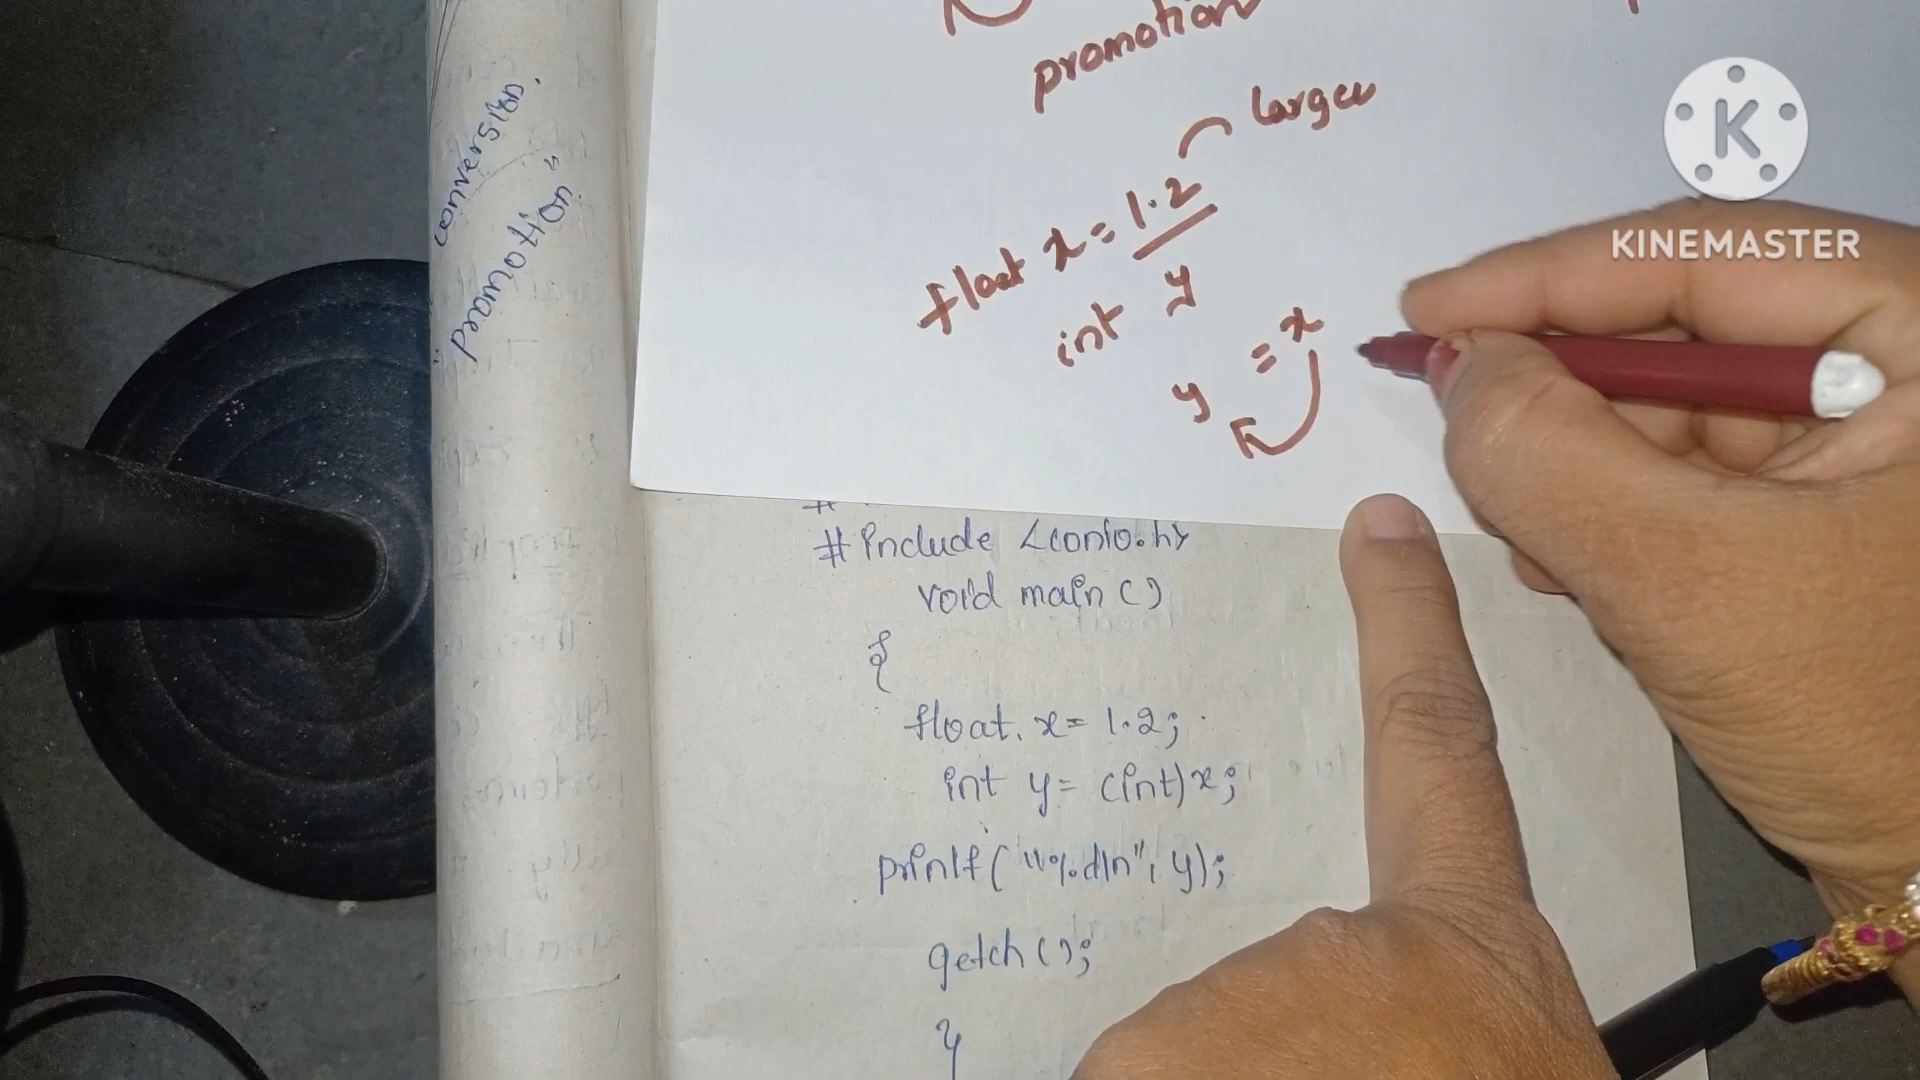 conversion.
"promotion"
promotion
larger
float x = 1.2
int y
y = x
KINEMASTER
#
#include <conio.h>
void main ()
{
float. x = 1.2;
int y = (int)x;
printf("%d\n", y);
getch();
}